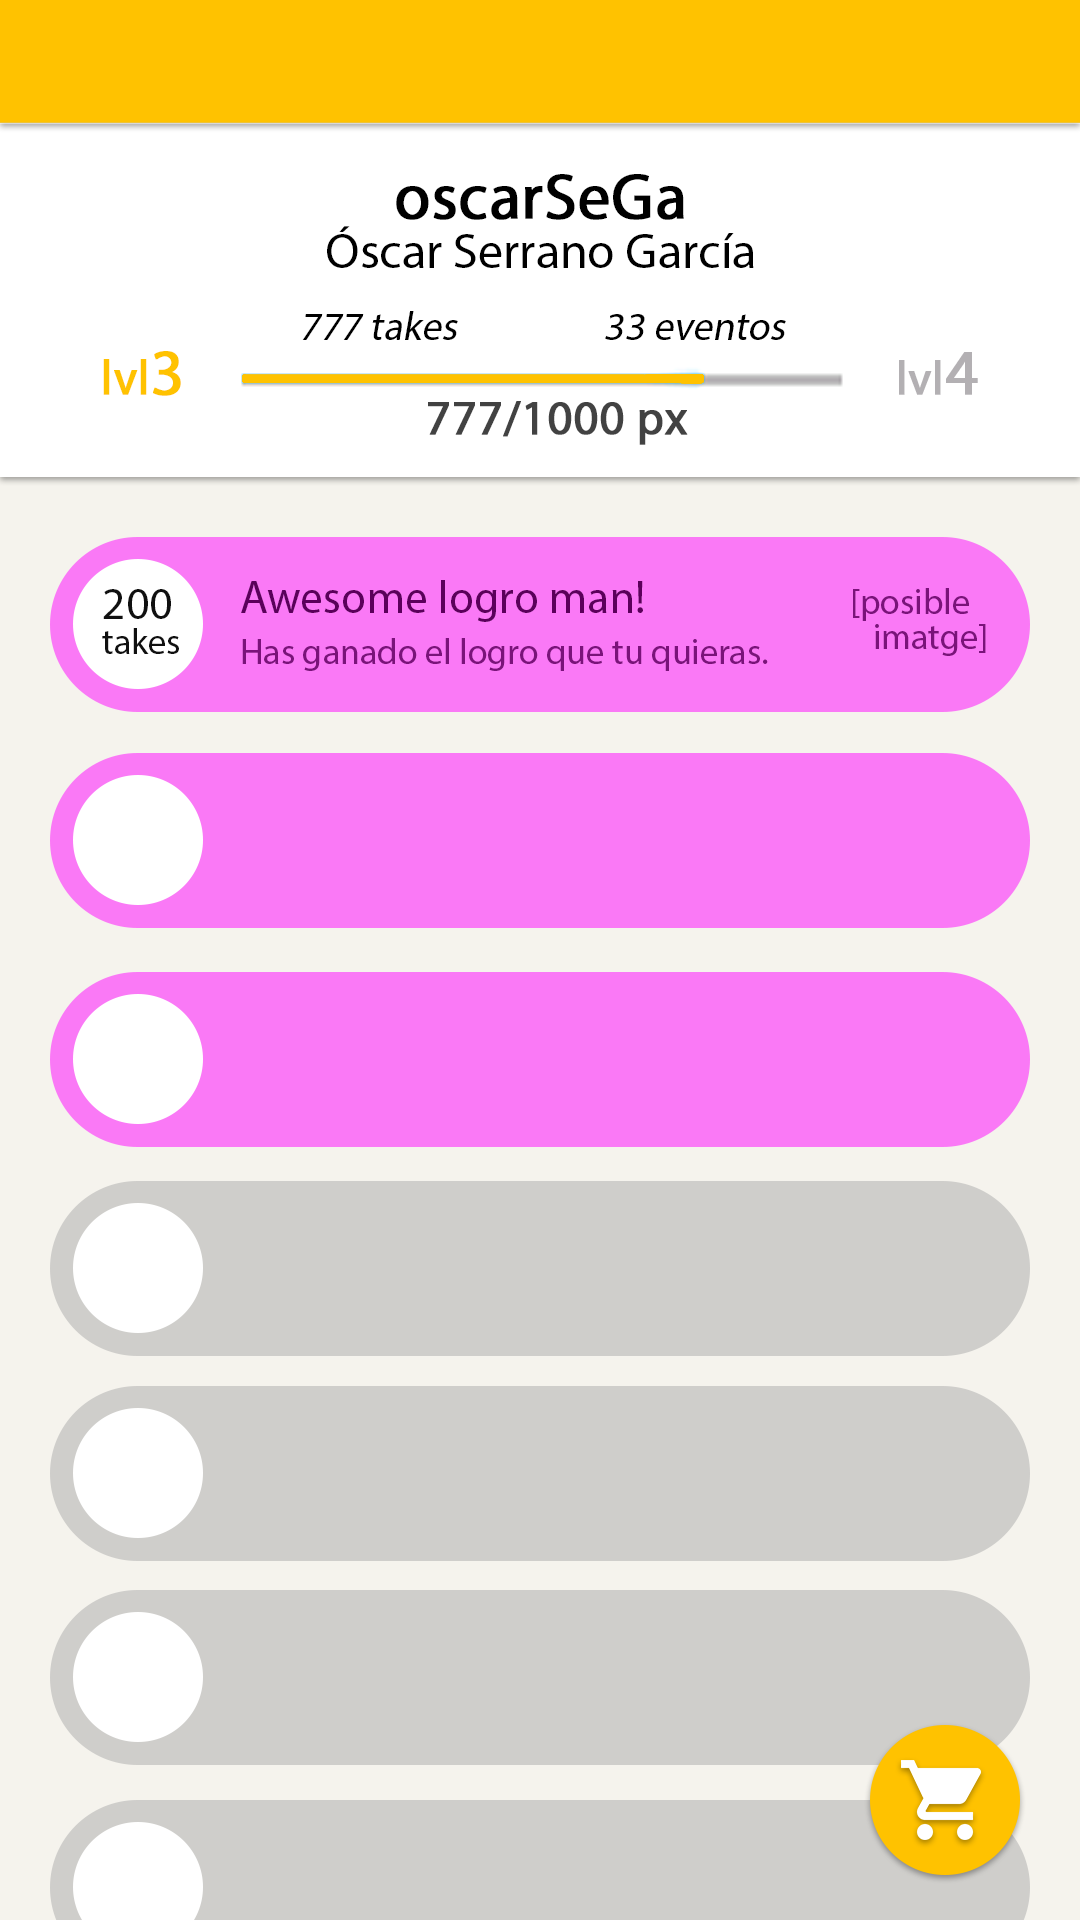 oscarSeGa
Óscar Serrano García
777 takes 33 eventos
lvl3 lvl4
777/1000 px
200
takes
Awesome logro man!
Has ganado el logro que tu quieras.
[posible
imatge]